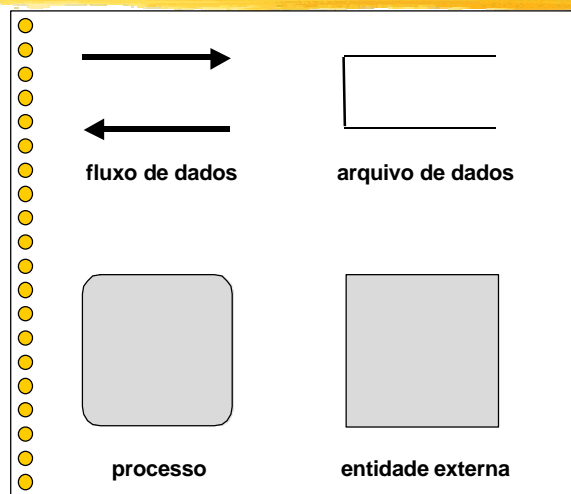 fluxo de dados
arquivo de dados
processo
entidade externa